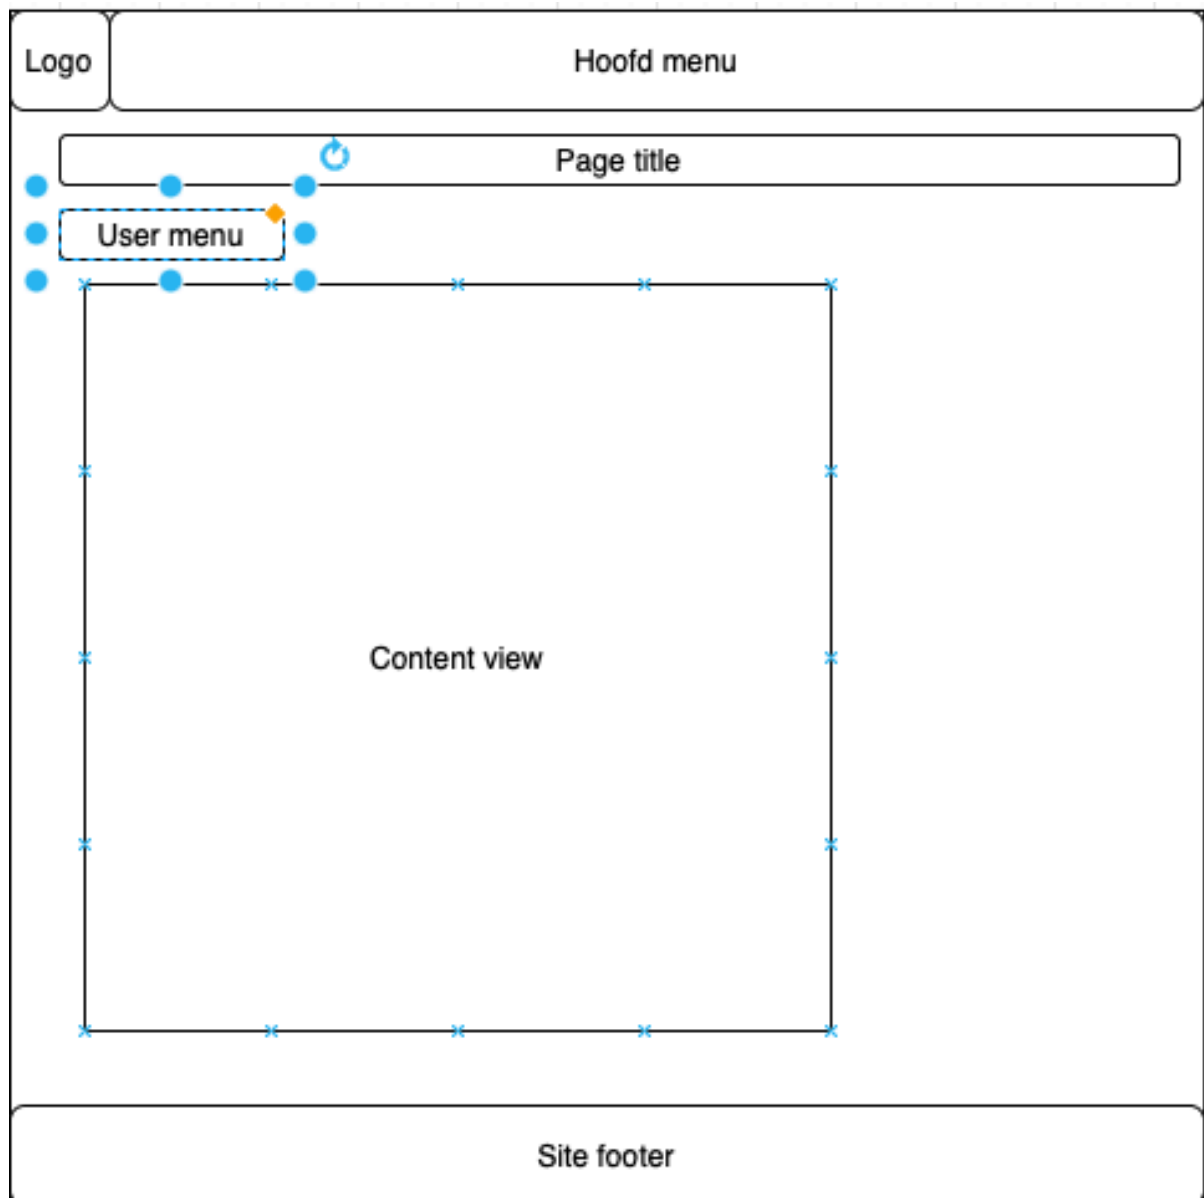 Logo
Hoofd menu
Page title
User menu
Content view
Site footer